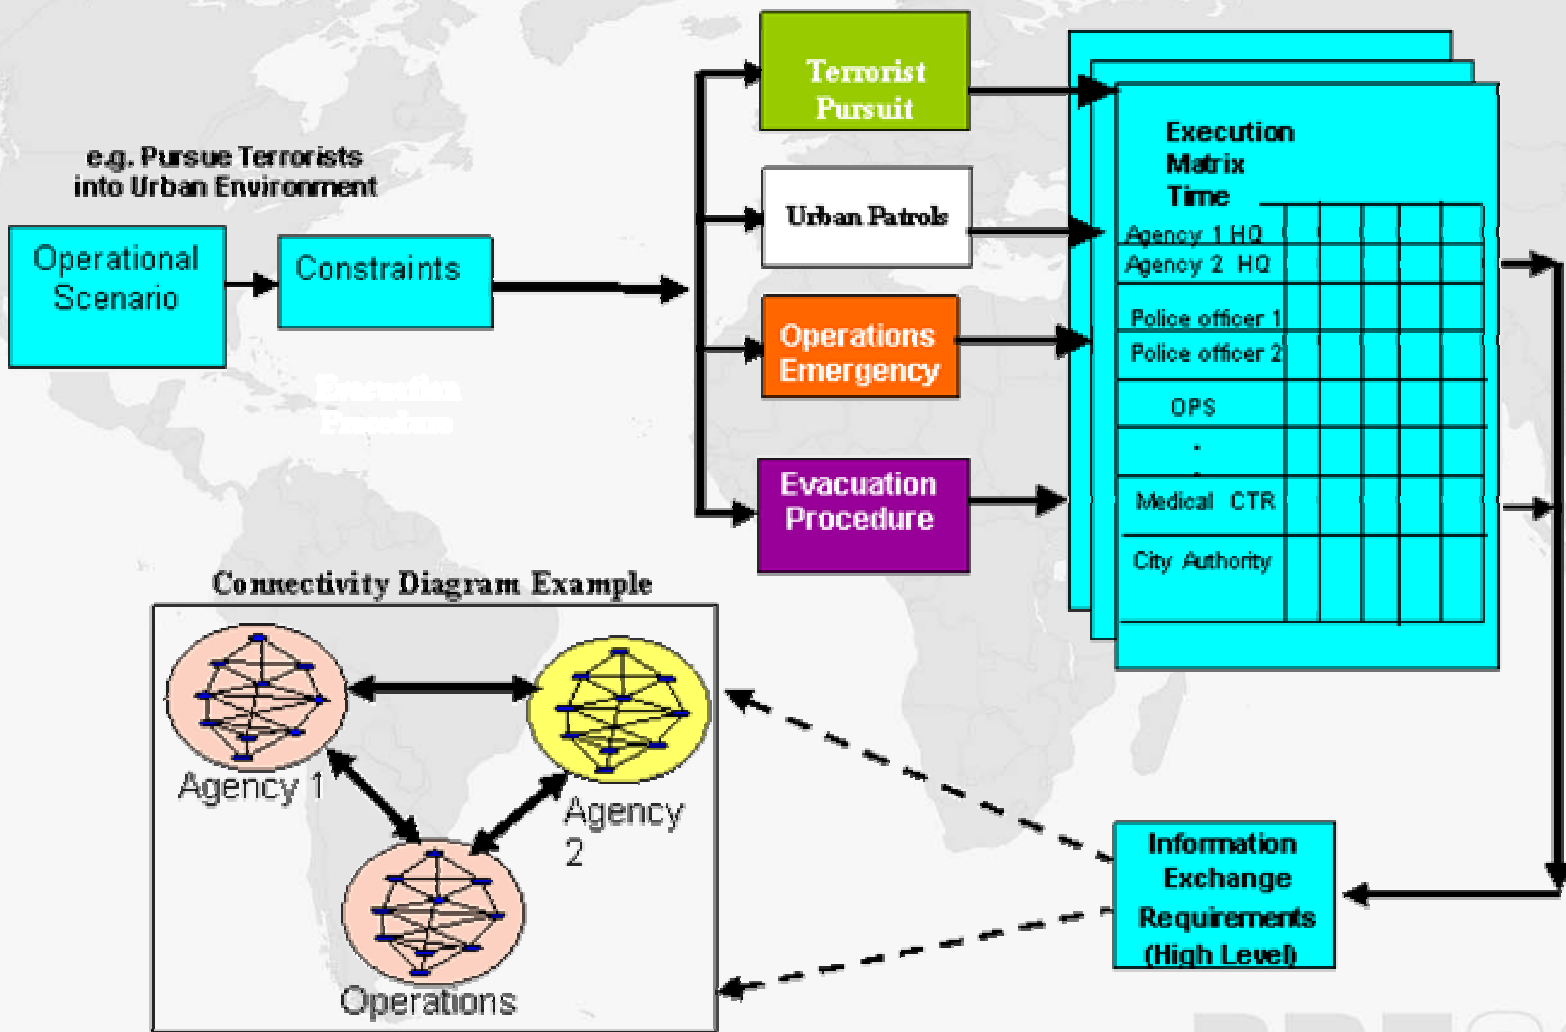 e.g. Pursue Terrorists
into Urban Environment
Operational
Scenario
Constraints
Terrorist
Pursuit
Urban Patrols
Operations
Emergency
Evacuation
Procedure
Execution
Matrix
Time
Agency 1 HQ
Agency 2 HQ
Police officer 1
Police officer 2
OPS
.
.
Medical CTR
City Authority
Connectivity Diagram Example
Agency 1
Agency
2
Operations
Information
Exchange
Requirements
(High Level)